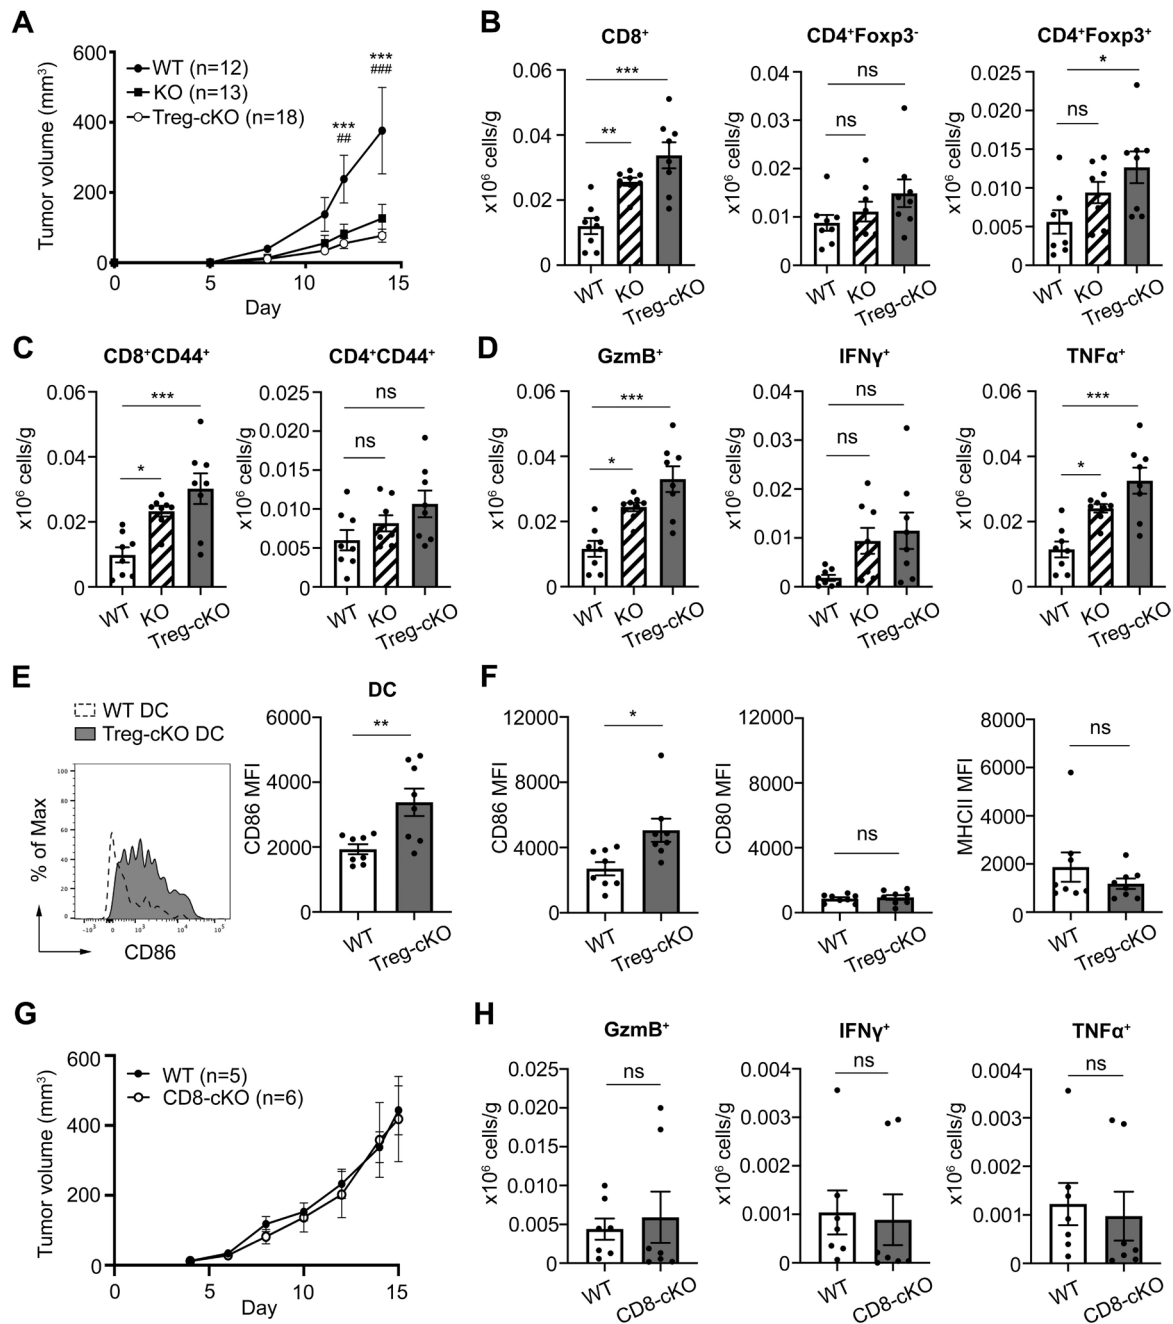 A
Tumor volume (mm³)
600
400
200
0
0
5
10
15
Day
WT (n=12)
KO (n=13)
Treg-cKO (n=18)
***
##
***
###
B
CD8⁺
x10⁶ cells/g
0.06
0.04
0.02
0
**
***
WT
KO
Treg-cKO
CD4⁺Foxp3⁻
x10⁶ cells/g
0.04
0.03
0.02
0.01
0
ns
ns
WT
KO
Treg-cKO
CD4⁺Foxp3⁺
x10⁶ cells/g
0.025
0.020
0.015
0.010
0.005
0
*
ns
WT
KO
Treg-cKO
C
CD8⁺CD44⁺
x10⁶ cells/g
0.06
0.04
0.02
0
***
*
WT
KO
Treg-cKO
CD4⁺CD44⁺
x10⁶ cells/g
0.025
0.020
0.015
0.010
0.005
0
ns
ns
WT
KO
Treg-cKO
D
GzmB⁺
x10⁶ cells/g
0.06
0.04
0.02
0
***
*
WT
KO
Treg-cKO
IFNγ⁺
x10⁶ cells/g
0.04
0.03
0.02
0.01
0
ns
ns
WT
KO
Treg-cKO
TNFα⁺
x10⁶ cells/g
0.06
0.04
0.02
0
***
*
WT
KO
Treg-cKO
E
WT DC
Treg-cKO DC
% of Max
100
80
60
40
20
0
-10³
0
10³
10⁴
10⁵
CD86
DC
CD86 MFI
6000
4000
2000
0
**
WT
Treg-cKO
F
CD86 MFI
12000
8000
4000
0
*
WT
Treg-cKO
CD80 MFI
12000
8000
4000
0
ns
WT
Treg-cKO
MHCII MFI
8000
6000
4000
2000
0
ns
WT
Treg-cKO
G
Tumor volume (mm³)
600
400
200
0
0
5
10
15
Day
WT (n=5)
CD8-cKO (n=6)
H
GzmB⁺
x10⁶ cells/g
0.025
0.020
0.015
0.010
0.005
0
ns
WT
CD8-cKO
IFNγ⁺
x10⁶ cells/g
0.004
0.003
0.002
0.001
0
ns
WT
CD8-cKO
TNFα⁺
x10⁶ cells/g
0.004
0.003
0.002
0.001
0
ns
WT
CD8-cKO